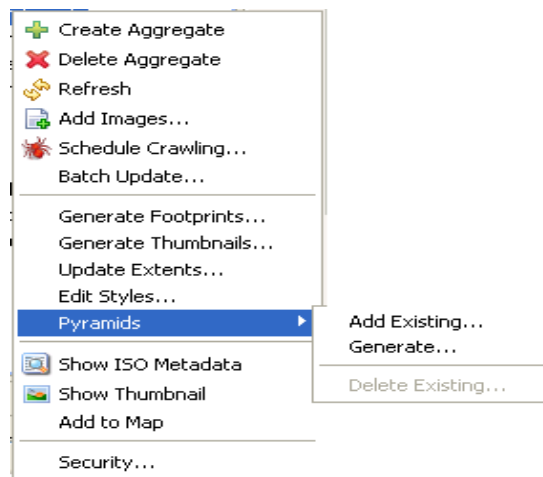 Create Aggregate
Delete Aggregate
Refresh
Add Images...
Schedule Crawling...
Batch Update...
Generate Footprints...
Generate Thumbnails...
Update Extents...
Edit Styles...
Pyramids
Add Existing...
Generate...
Delete Existing...
Show ISO Metadata
Show Thumbnail
Add to Map
Security...